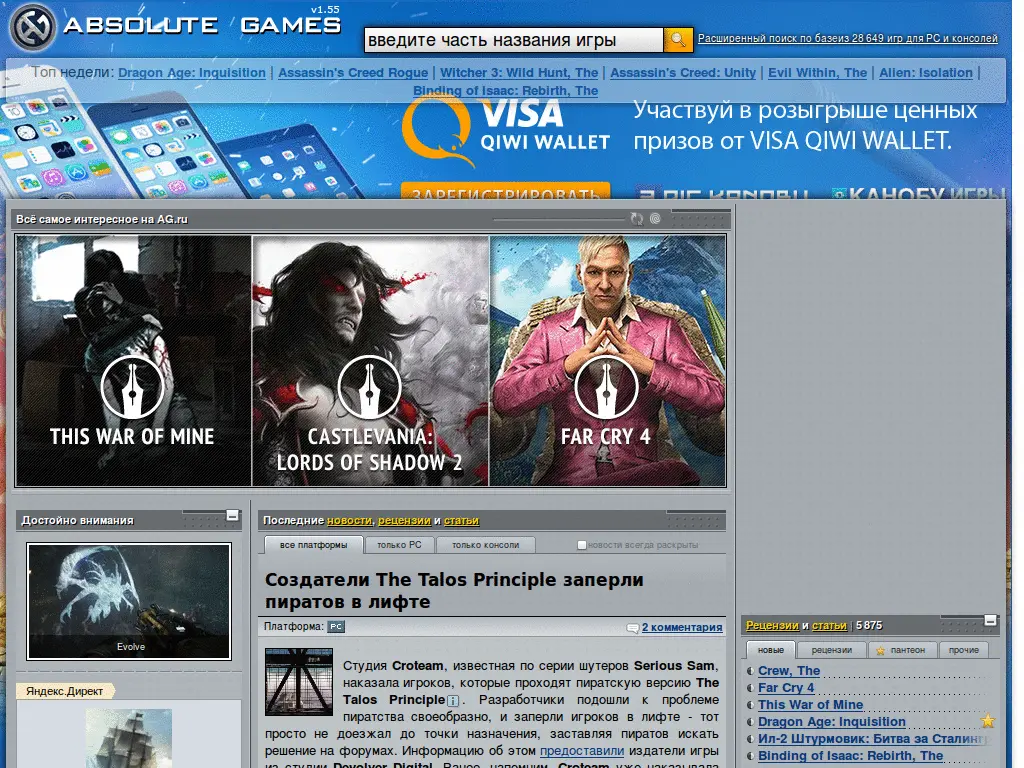 v1.55
ABSOLUTE GAMES
введите часть названия игры
Расширенный поиск по базеиз 28 649 игр для PC и консолей
Топ недели: Dragon Age: Inquisition | Assassin's Creed Rogue | Witcher 3: Wild Hunt, The | Assassin's Creed: Unity | Evil Within, The | Alien: Isolation |
Binding of Isaac: Rebirth, The
VISA
QIWI WALLET
Участвуй в розыгрыше ценных
призов от VISA QIWI WALLET.
ЗАРЕГИСТРИРОВАТЬ
КАНОБУ ИГРЫ
Всё самое интересное на AG.ru
THIS WAR OF MINE
CASTLEVANIA:
LORDS OF SHADOW 2
FAR CRY 4
Достойно внимания
Evolve
Яндекс.Директ
Последние новости, рецензии и статьи
все платформы
только PC
только консоли
новости всегда раскрыты
Создатели The Talos Principle заперли
пиратов в лифте
Платформа: PC
2 комментария
Студия Croteam, известная по серии шутеров Serious Sam,
наказала игроков, которые проходят пиратскую версию The
Talos Principle i . Разработчики подошли к проблеме
пиратства своеобразно, и заперли игроков в лифте - тот
просто не доезжал до точки назначения, заставляя пиратов искать
решение на форумах. Информацию об этом предоставили издатели игры
из студии Devolver Digital. Ранее, напомним, Croteam уже наказывала
Рецензии и статьи | 5 875
новые
рецензии
пантеон
прочие
Crew, The
Far Cry 4
This War of Mine
Dragon Age: Inquisition
Ил-2 Штурмовик: Битва за Сталинг
Binding of Isaac: Rebirth, The